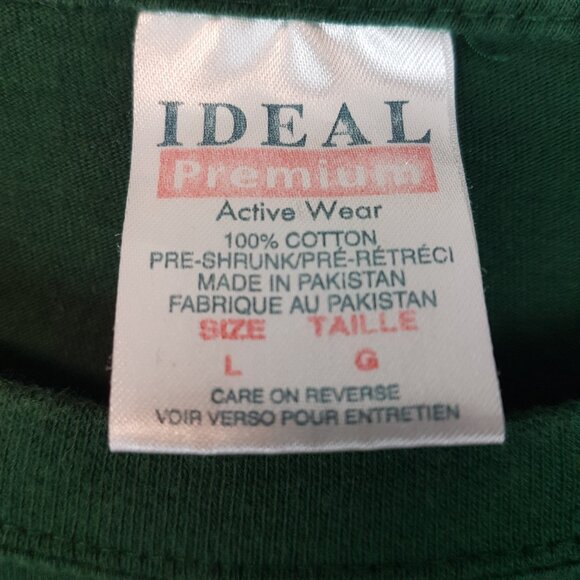 IDEAL
Premium
Active Wear
100% COTTON
PRE-SHRUNK/PRÉ-RÉTRÉCI
MADE IN PAKISTAN
FABRIQUE AU PAKISTAN
SIZE TAILLE
L G
CARE ON REVERSE
VOIR VERSO POUR ENTRETIEN